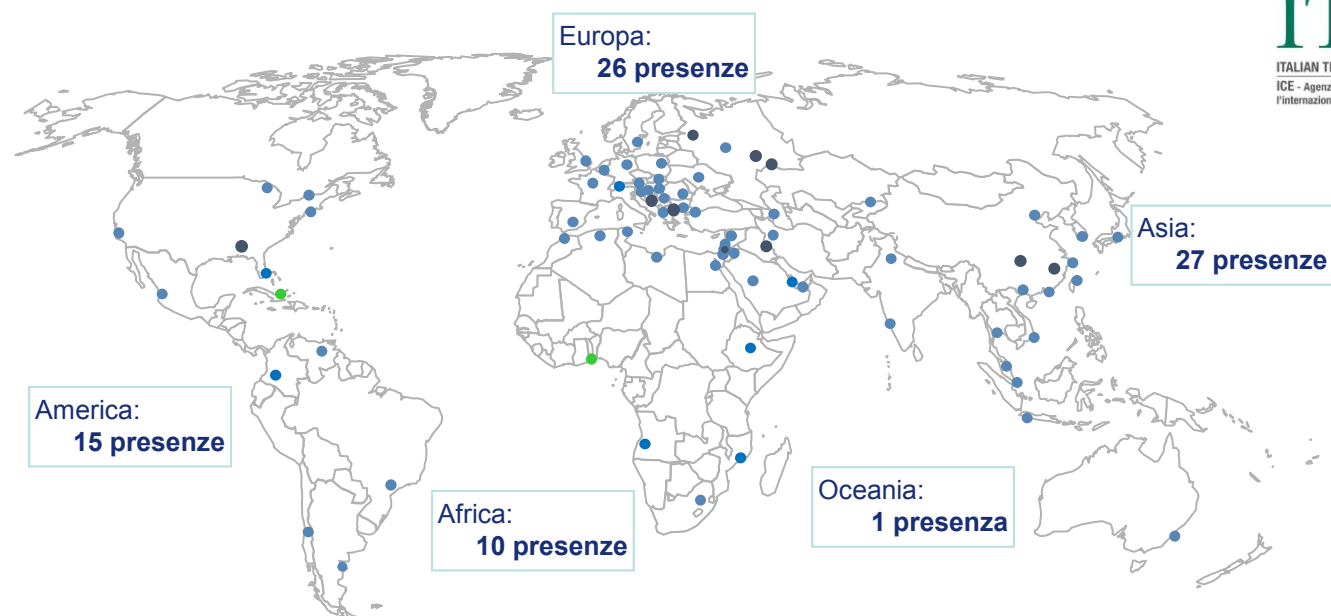 Europa:
26 presenze
ITALIAN
ICE - Agenz
l'internazion
Asia:
27 presenze
America:
15 presenze
Africa:
10 presenze
Oceania:
1 presenza